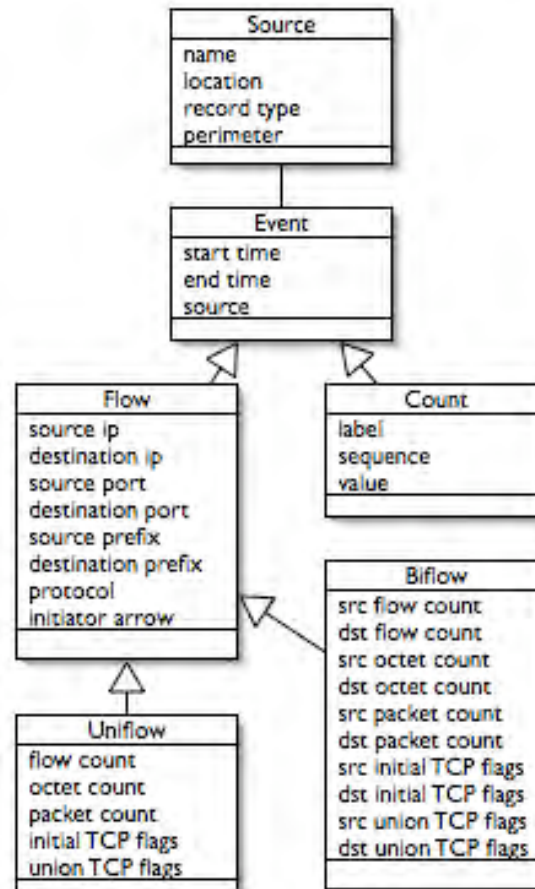 Source
name
location
record type
perimeter
Event
start time
end time
source
Flow
source ip
destination ip
source port
destination port
source prefix
destination prefix
protocol
initiator arrow
Count
label
sequence
value
Biflow
src flow count
dst flow count
src octet count
dst octet count
src packet count
dst packet count
src initial TCP flags
dst initial TCP flags
src union TCP flags
dst union TCP flags
Uniflow
flow count
octet count
packet count
initial TCP flags
union TCP flags